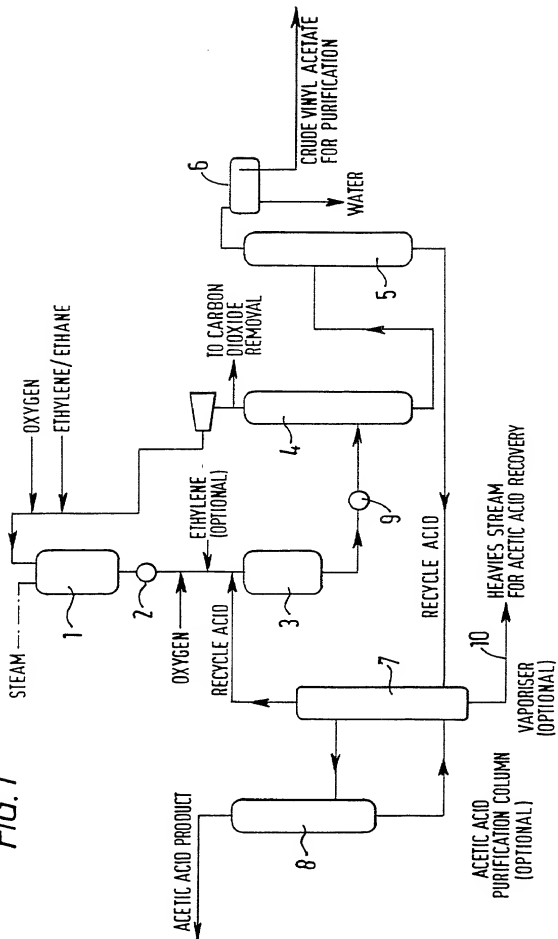 FIG. 1
STEAM
OXYGEN
ETHYLENE/ETHANE
1
2
OXYGEN
ETHYLENE
(OPTIONAL)
RECYCLE ACID
3
9
TO CARBON
DIOXIDE
REMOVAL
4
5
6
WATER
CRUDE VINYL ACETATE
FOR PURIFICATION
RECYCLE ACID
ACETIC ACID PRODUCT
8
7
10
HEAVIES STREAM
FOR ACETIC ACID RECOVERY
ACETIC ACID
PURIFICATION COLUMN
(OPTIONAL)
VAPORISER
(OPTIONAL)